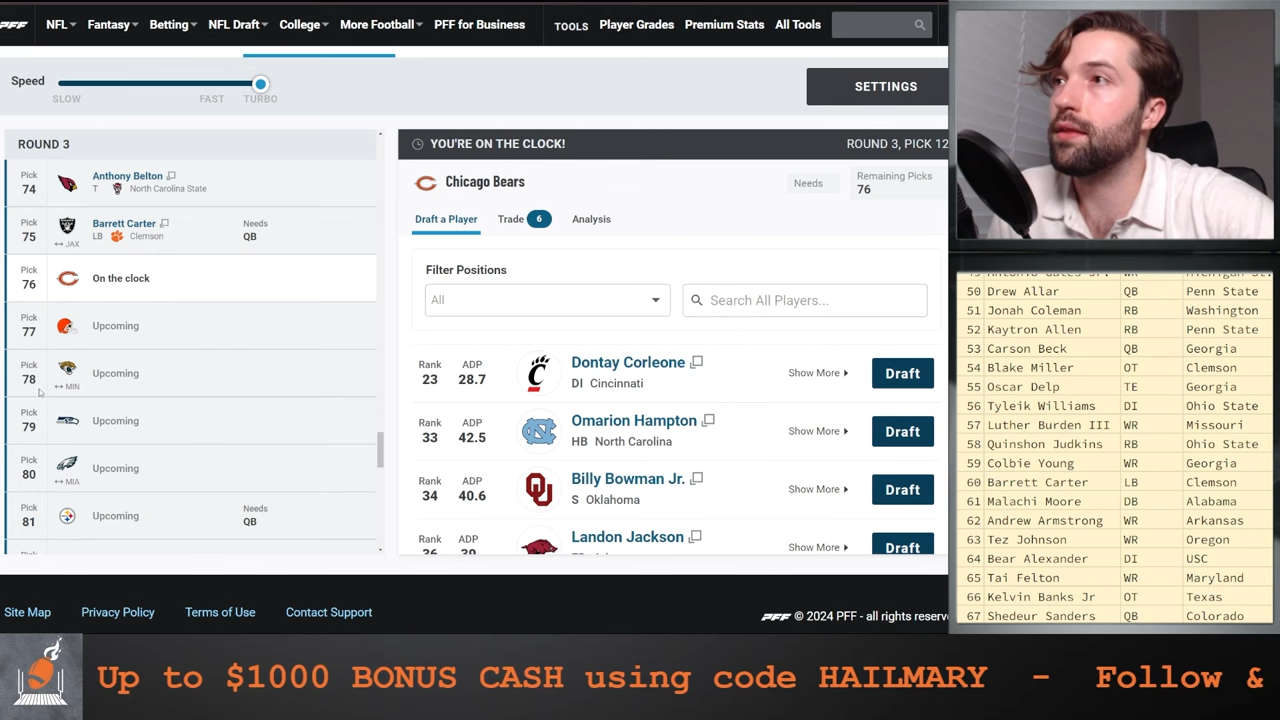 PFF
NFL
Fantasy
Betting
NFL Draft
College
More Football
PFF for Business
TOOLS
Player Grades
Premium Stats
All Tools
Speed
SLOW
FAST
TURBO
SETTINGS
ROUND 3
Pick 74
Anthony Belton
T North Carolina State
Pick 75
↔ JAX
Barrett Carter
LB Clemson
Needs
QB
Pick 76
On the clock
Pick 77
Upcoming
Pick 78
↔ MIN
Upcoming
Pick 79
Upcoming
Pick 80
↔ MIA
Upcoming
Pick 81
Upcoming
Needs
QB
YOU'RE ON THE CLOCK!
ROUND 3, PICK 12
Chicago Bears
Needs
Remaining Picks
76
Draft a Player
Trade 6
Analysis
Filter Positions
All
Search All Players...
Rank 23
ADP 28.7
Dontay Corleone
DI Cincinnati
Show More
Draft
Rank 33
ADP 42.5
Omarion Hampton
HB North Carolina
Show More
Draft
Rank 34
ADP 40.6
Billy Bowman Jr.
S Oklahoma
Show More
Draft
Rank
ADP
Landon Jackson
Show More
Draft
50 Drew Allar QB Penn State
51 Jonah Coleman RB Washington
52 Kaytron Allen RB Penn State
53 Carson Beck QB Georgia
54 Blake Miller OT Clemson
55 Oscar Delp TE Georgia
56 Tyleik Williams DI Ohio State
57 Luther Burden III WR Missouri
58 Quinshon Judkins RB Ohio State
59 Colbie Young WR Georgia
60 Barrett Carter LB Clemson
61 Malachi Moore DB Alabama
62 Andrew Armstrong WR Arkansas
63 Tez Johnson WR Oregon
64 Bear Alexander DI USC
65 Tai Felton WR Maryland
66 Kelvin Banks Jr OT Texas
67 Shedeur Sanders QB Colorado
Site Map
Privacy Policy
Terms of Use
Contact Support
PFF © 2024 PFF - all rights reserv
Up to $1000 BONUS CASH using code HAILMARY - Follow &